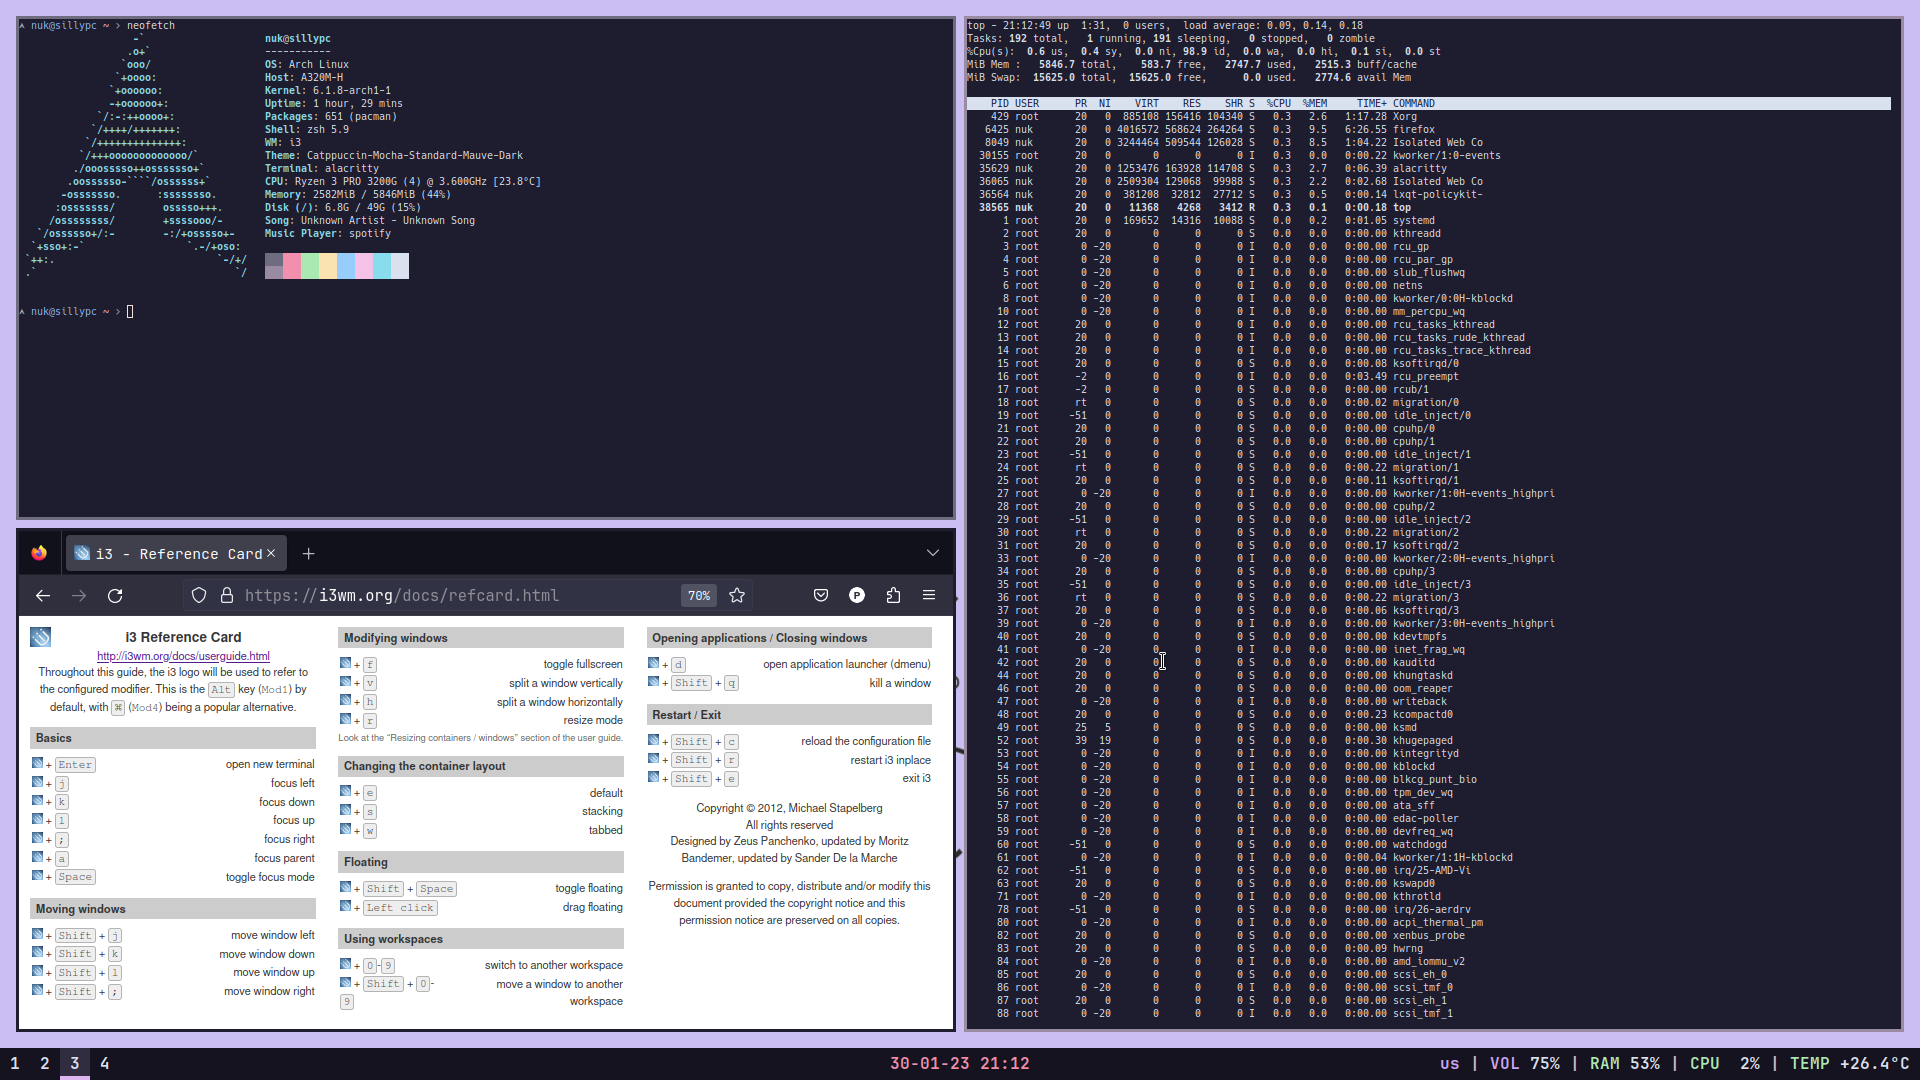 nuk@sillypc ~ > neofetch
nuk@sillypc
-----------
OS: Arch Linux
Host: A320M-H
Kernel: 6.1.8-arch1-1
Uptime: 1 hour, 29 mins
Packages: 651 (pacman)
Shell: zsh 5.9
WM: i3
Theme: Catppuccin-Mocha-Standard-Mauve-Dark
Terminal: alacritty
CPU: Ryzen 3 PRO 3200G (4) @ 3.600GHz [23.8°C]
Memory: 2582MiB / 5846MiB (44%)
Disk (/): 6.8G / 49G (15%)
Song: Unknown Artist - Unknown Song
Music Player: spotify
nuk@sillypc ~ >
i3 - Reference Card
https://i3wm.org/docs/refcard.html 70%
i3 Reference Card
http://i3wm.org/docs/userguide.html
Throughout this guide, the i3 logo will be used to refer to
the configured modifier. This is the Alt key (Mod1) by
default, with ⌘ (Mod4) being a popular alternative.
Basics
+ Enter open new terminal
+ j focus left
+ k focus down
+ l focus up
+ ; focus right
+ a focus parent
+ Space toggle focus mode
Moving windows
+ Shift + j move window left
+ Shift + k move window down
+ Shift + l move window up
+ Shift + ; move window right
Modifying windows
+ f toggle fullscreen
+ v split a window vertically
+ h split a window horizontally
+ r resize mode
Look at the “Resizing containers / windows” section of the user guide.
Changing the container layout
+ e default
+ s stacking
+ w tabbed
Floating
+ Shift + Space toggle floating
+ Left click drag floating
Using workspaces
+ 0-9 switch to another workspace
+ Shift + 0- move a window to another
9 workspace
Opening applications / Closing windows
+ d open application launcher (dmenu)
+ Shift + q kill a window
Restart / Exit
+ Shift + c reload the configuration file
+ Shift + r restart i3 inplace
+ Shift + e exit i3
Copyright © 2012, Michael Stapelberg
All rights reserved
Designed by Zeus Panchenko, updated by Moritz
Bandemer, updated by Sander De la Marche
Permission is granted to copy, distribute and/or modify this
document provided the copyright notice and this
permission notice are preserved on all copies.
top - 21:12:49 up  1:31,  0 users,  load average: 0.09, 0.14, 0.18
Tasks: 192 total,   1 running, 191 sleeping,   0 stopped,   0 zombie
%Cpu(s):  0.6 us,  0.4 sy,  0.0 ni, 98.9 id,  0.0 wa,  0.0 hi,  0.1 si,  0.0 st
MiB Mem :   5846.7 total,    583.7 free,   2747.7 used,   2515.3 buff/cache
MiB Swap:  15625.0 total,  15625.0 free,      0.0 used.   2774.6 avail Mem
PID USER PR NI VIRT RES SHR S %CPU %MEM TIME+ COMMAND
429 root 20 0 885108 156416 104340 S 0.3 2.6 1:17.28 Xorg
6425 nuk 20 0 4016572 568624 264264 S 0.3 9.5 6:26.55 firefox
8049 nuk 20 0 3244464 509544 126028 S 0.3 8.5 1:04.22 Isolated Web Co
30155 root 20 0 0 0 0 I 0.3 0.0 0:00.22 kworker/1:0-events
35629 nuk 20 0 1253476 163928 114708 S 0.3 2.7 0:06.39 alacritty
36065 nuk 20 0 2509304 129068 99988 S 0.3 2.2 0:02.68 Isolated Web Co
36564 nuk 20 0 381208 32812 27712 S 0.3 0.5 0:00.14 lxqt-policykit-
38565 nuk 20 0 11368 4268 3412 R 0.3 0.1 0:00.18 top
1 root 20 0 169652 14316 10088 S 0.0 0.2 0:01.05 systemd
2 root 20 0 0 0 0 S 0.0 0.0 0:00.00 kthreadd
3 root 0 -20 0 0 0 I 0.0 0.0 0:00.00 rcu_gp
4 root 0 -20 0 0 0 I 0.0 0.0 0:00.00 rcu_par_gp
5 root 0 -20 0 0 0 I 0.0 0.0 0:00.00 slub_flushwq
6 root 0 -20 0 0 0 I 0.0 0.0 0:00.00 netns
8 root 0 -20 0 0 0 I 0.0 0.0 0:00.00 kworker/0:0H-kblockd
10 root 0 -20 0 0 0 I 0.0 0.0 0:00.00 mm_percpu_wq
12 root 20 0 0 0 0 I 0.0 0.0 0:00.00 rcu_tasks_kthread
13 root 20 0 0 0 0 I 0.0 0.0 0:00.00 rcu_tasks_rude_kthread
14 root 20 0 0 0 0 I 0.0 0.0 0:00.00 rcu_tasks_trace_kthread
15 root 20 0 0 0 0 S 0.0 0.0 0:00.08 ksoftirqd/0
16 root -2 0 0 0 0 I 0.0 0.0 0:03.49 rcu_preempt
17 root -2 0 0 0 0 S 0.0 0.0 0:00.00 rcub/1
18 root rt 0 0 0 0 S 0.0 0.0 0:00.02 migration/0
19 root -51 0 0 0 0 S 0.0 0.0 0:00.00 idle_inject/0
21 root 20 0 0 0 0 S 0.0 0.0 0:00.00 cpuhp/0
22 root 20 0 0 0 0 S 0.0 0.0 0:00.00 cpuhp/1
23 root -51 0 0 0 0 S 0.0 0.0 0:00.00 idle_inject/1
24 root rt 0 0 0 0 S 0.0 0.0 0:00.22 migration/1
25 root 20 0 0 0 0 S 0.0 0.0 0:00.11 ksoftirqd/1
27 root 0 -20 0 0 0 I 0.0 0.0 0:00.00 kworker/1:0H-events_highpri
28 root 20 0 0 0 0 S 0.0 0.0 0:00.00 cpuhp/2
29 root -51 0 0 0 0 S 0.0 0.0 0:00.00 idle_inject/2
30 root rt 0 0 0 0 S 0.0 0.0 0:00.22 migration/2
31 root 20 0 0 0 0 S 0.0 0.0 0:00.17 ksoftirqd/2
33 root 0 -20 0 0 0 I 0.0 0.0 0:00.00 kworker/2:0H-events_highpri
34 root 20 0 0 0 0 S 0.0 0.0 0:00.00 cpuhp/3
35 root -51 0 0 0 0 S 0.0 0.0 0:00.00 idle_inject/3
36 root rt 0 0 0 0 S 0.0 0.0 0:00.22 migration/3
37 root 20 0 0 0 0 S 0.0 0.0 0:00.06 ksoftirqd/3
39 root 0 -20 0 0 0 I 0.0 0.0 0:00.00 kworker/3:0H-events_highpri
40 root 20 0 0 0 0 S 0.0 0.0 0:00.00 kdevtmpfs
41 root 0 -20 0 0 0 I 0.0 0.0 0:00.00 inet_frag_wq
42 root 20 0 0 0 0 S 0.0 0.0 0:00.00 kauditd
44 root 20 0 0 0 0 S 0.0 0.0 0:00.00 khungtaskd
46 root 20 0 0 0 0 S 0.0 0.0 0:00.00 oom_reaper
47 root 0 -20 0 0 0 I 0.0 0.0 0:00.00 writeback
48 root 20 0 0 0 0 S 0.0 0.0 0:00.23 kcompactd0
49 root 25 5 0 0 0 S 0.0 0.0 0:00.00 ksmd
52 root 39 19 0 0 0 S 0.0 0.0 0:00.30 khugepaged
53 root 0 -20 0 0 0 I 0.0 0.0 0:00.00 kintegrityd
54 root 0 -20 0 0 0 I 0.0 0.0 0:00.00 kblockd
55 root 0 -20 0 0 0 I 0.0 0.0 0:00.00 blkcg_punt_bio
56 root 0 -20 0 0 0 I 0.0 0.0 0:00.00 tpm_dev_wq
57 root 0 -20 0 0 0 I 0.0 0.0 0:00.00 ata_sff
58 root 0 -20 0 0 0 I 0.0 0.0 0:00.00 edac-poller
59 root 0 -20 0 0 0 I 0.0 0.0 0:00.00 devfreq_wq
60 root -51 0 0 0 0 S 0.0 0.0 0:00.00 watchdogd
61 root 0 -20 0 0 0 I 0.0 0.0 0:00.04 kworker/1:1H-kblockd
62 root -51 0 0 0 0 S 0.0 0.0 0:00.00 irq/25-AMD-Vi
63 root 20 0 0 0 0 S 0.0 0.0 0:00.00 kswapd0
71 root 0 -20 0 0 0 I 0.0 0.0 0:00.00 kthrotld
78 root -51 0 0 0 0 S 0.0 0.0 0:00.00 irq/26-aerdrv
80 root 0 -20 0 0 0 I 0.0 0.0 0:00.00 acpi_thermal_pm
82 root 20 0 0 0 0 S 0.0 0.0 0:00.00 xenbus_probe
83 root 20 0 0 0 0 S 0.0 0.0 0:00.09 hwrng
84 root 0 -20 0 0 0 I 0.0 0.0 0:00.00 amd_iommu_v2
85 root 20 0 0 0 0 S 0.0 0.0 0:00.00 scsi_eh_0
86 root 0 -20 0 0 0 I 0.0 0.0 0:00.00 scsi_tmf_0
87 root 20 0 0 0 0 S 0.0 0.0 0:00.00 scsi_eh_1
88 root 0 -20 0 0 0 I 0.0 0.0 0:00.00 scsi_tmf_1
1 2 3 4
30-01-23 21:12
us | VOL 75% | RAM 53% | CPU 2% | TEMP +26.4°C